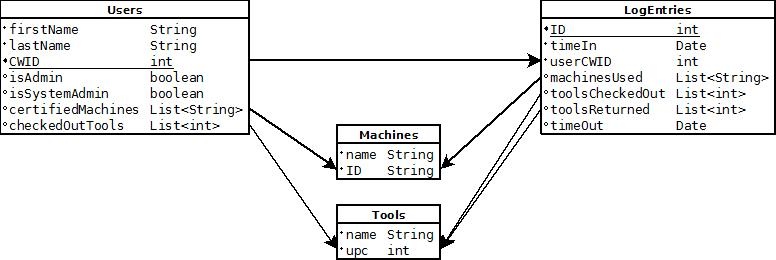 Users
firstName String
lastName String
CWID int
isAdmin boolean
isSystemAdmin boolean
certifiedMachines List<String>
checkedOutTools List<int>
LogEntries
ID int
timeIn Date
userCWID int
machinesUsed List<String>
toolsCheckedOut List<int>
toolsReturned List<int>
timeOut Date
Machines
name String
ID String
Tools
name String
upc int